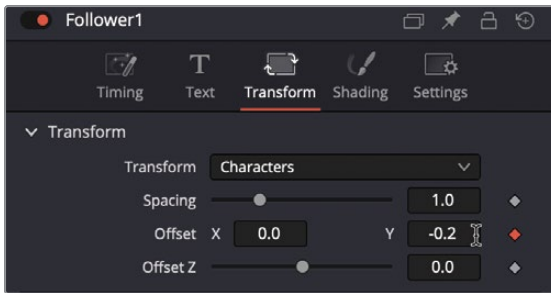 Follower1
Timing Text Transform Shading Settings
Transform
Transform Characters
Spacing 1.0
Offset X 0.0 Y -0.2
Offset Z 0.0